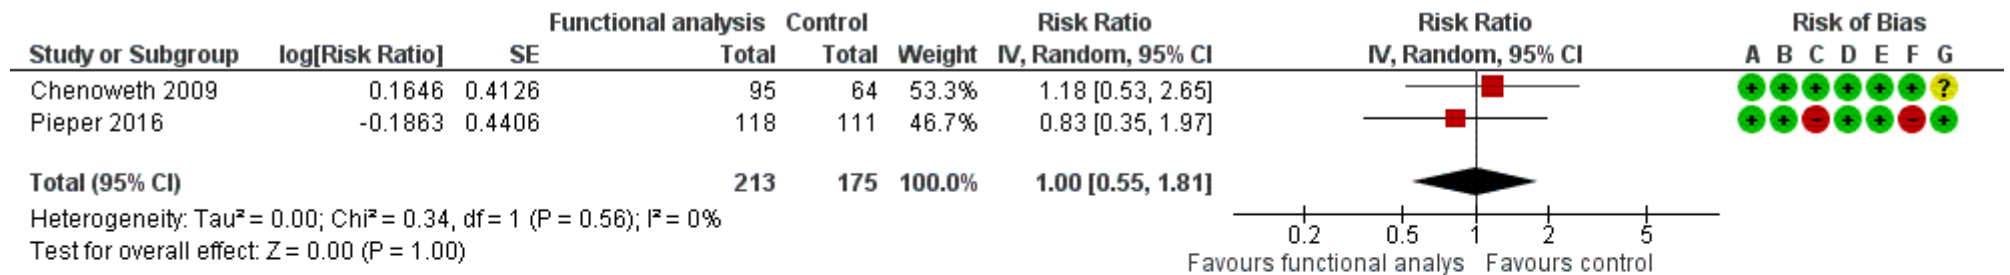 Functional analysis Control Risk Ratio Risk Ratio Risk of Bias
Study or Subgroup log[Risk Ratio] SE Total Total Weight IV, Random, 95% CI IV, Random, 95% CI A B C D E F G
Chenoweth 2009 0.1646 0.4126 95 64 53.3% 1.18 [0.53, 2.65] + + + + + + ?
Pieper 2016 -0.1863 0.4406 118 111 46.7% 0.83 [0.35, 1.97] + + - + + - +
Total (95% CI) 213 175 100.0% 1.00 [0.55, 1.81]
Heterogeneity: Tau² = 0.00; Chi² = 0.34, df = 1 (P = 0.56); I² = 0%
Test for overall effect: Z = 0.00 (P = 1.00)
0.2 0.5 1 2 5
Favours functional analys Favours control